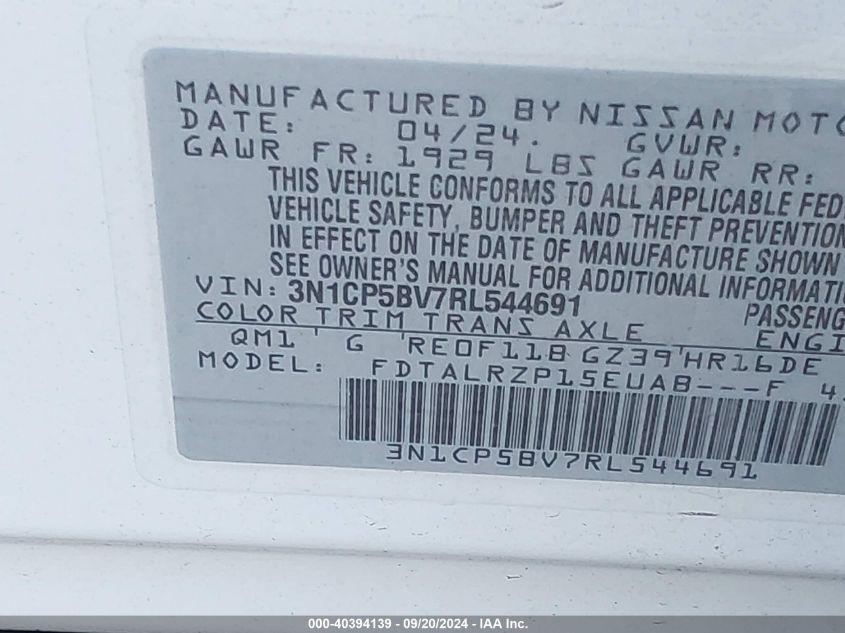 MANUFACTURED BY NISSAN MOTO
DATE: 04/24. GVWR:
GAWR FR: 1929 LBS GAWR RR:
THIS VEHICLE CONFORMS TO ALL APPLICABLE FED
VEHICLE SAFETY, BUMPER AND THEFT PREVENTION
IN EFFECT ON THE DATE OF MANUFACTURE SHOWN
SEE OWNER'S MANUAL FOR ADDITIONAL INFORMATI
VIN: 3N1CP5BV7RL544691 PASSENG
COLOR TRIM TRANS AXLE ENGI
QM1 ' G 'RE0F11B GZ39'HR16DE
MODEL: FDTALRZP15EUAB---F 4.
3N1CP5BV7RL544691
000-40394139 - 09/20/2024 - IAA Inc.